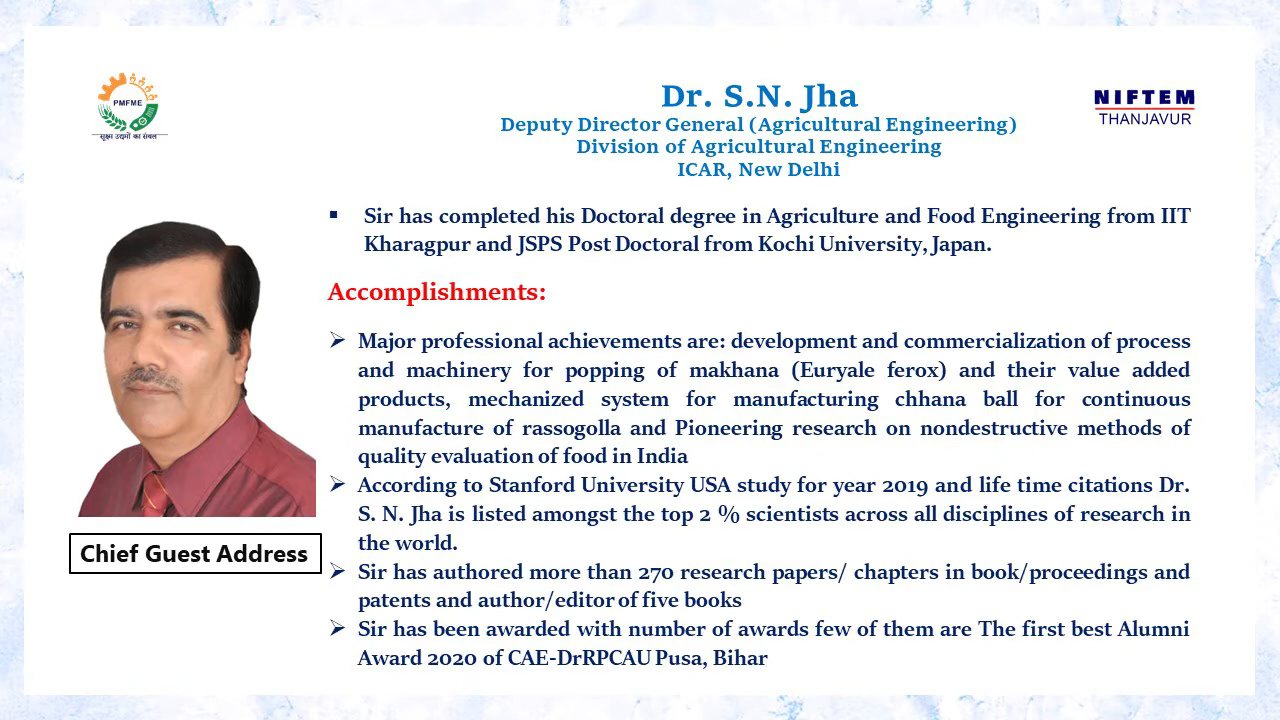 PMFME
सूक्ष्म उद्यमों का संबल
Dr. S.N. Jha
Deputy Director General (Agricultural Engineering)
Division of Agricultural Engineering
ICAR, New Delhi
NIFTEM
THANJAVUR
▪ Sir has completed his Doctoral degree in Agriculture and Food Engineering from IIT
Kharagpur and JSPS Post Doctoral from Kochi University, Japan.
Accomplishments:
➢ Major professional achievements are: development and commercialization of process
and machinery for popping of makhana (Euryale ferox) and their value added
products, mechanized system for manufacturing chhana ball for continuous
manufacture of rassogolla and Pioneering research on nondestructive methods of
quality evaluation of food in India
➢ According to Stanford University USA study for year 2019 and life time citations Dr.
S. N. Jha is listed amongst the top 2 % scientists across all disciplines of research in
the world.
➢ Sir has authored more than 270 research papers/ chapters in book/proceedings and
patents and author/editor of five books
➢ Sir has been awarded with number of awards few of them are The first best Alumni
Award 2020 of CAE-DrRPCAU Pusa, Bihar
Chief Guest Address